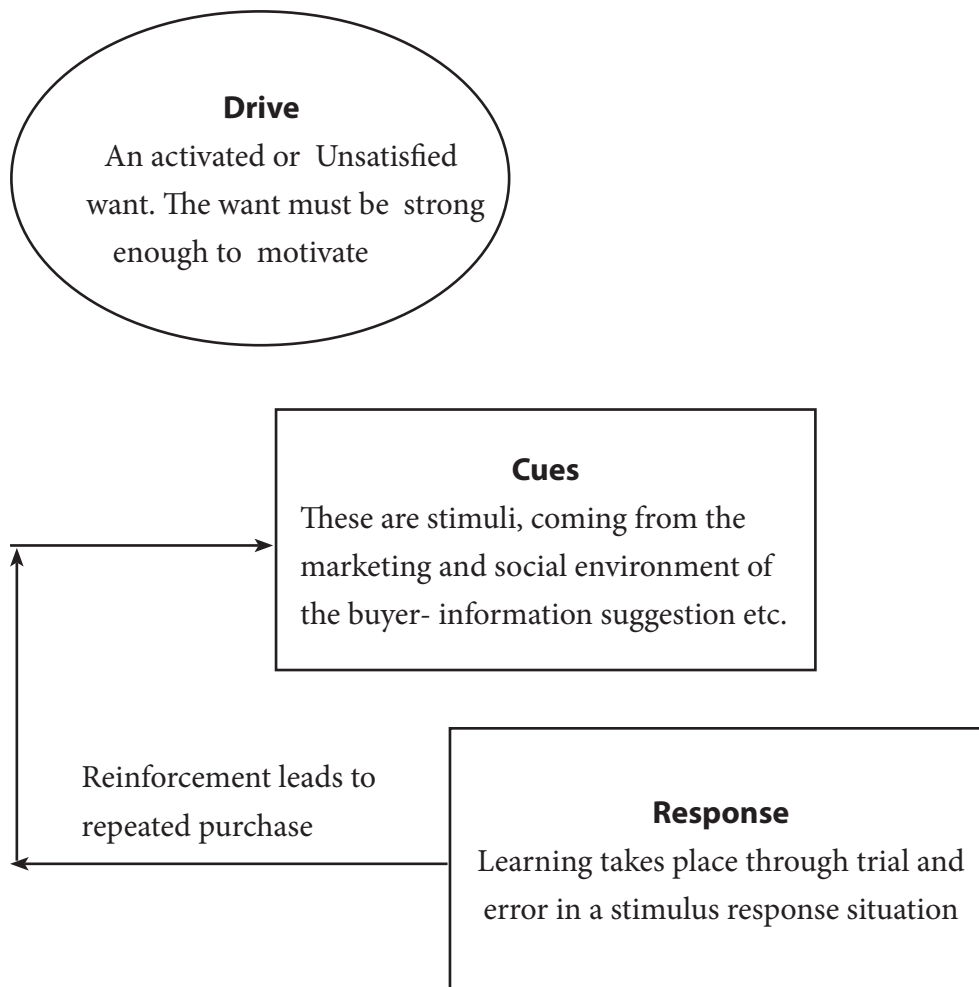 Drive
An activated or Unsatisfied
want. The want must be strong
enough to motivate
Cues
These are stimuli, coming from the
marketing and social environment of
the buyer- information suggestion etc.
Reinforcement leads to
repeated purchase
Response
Learning takes place through trial and
error in a stimulus response situation